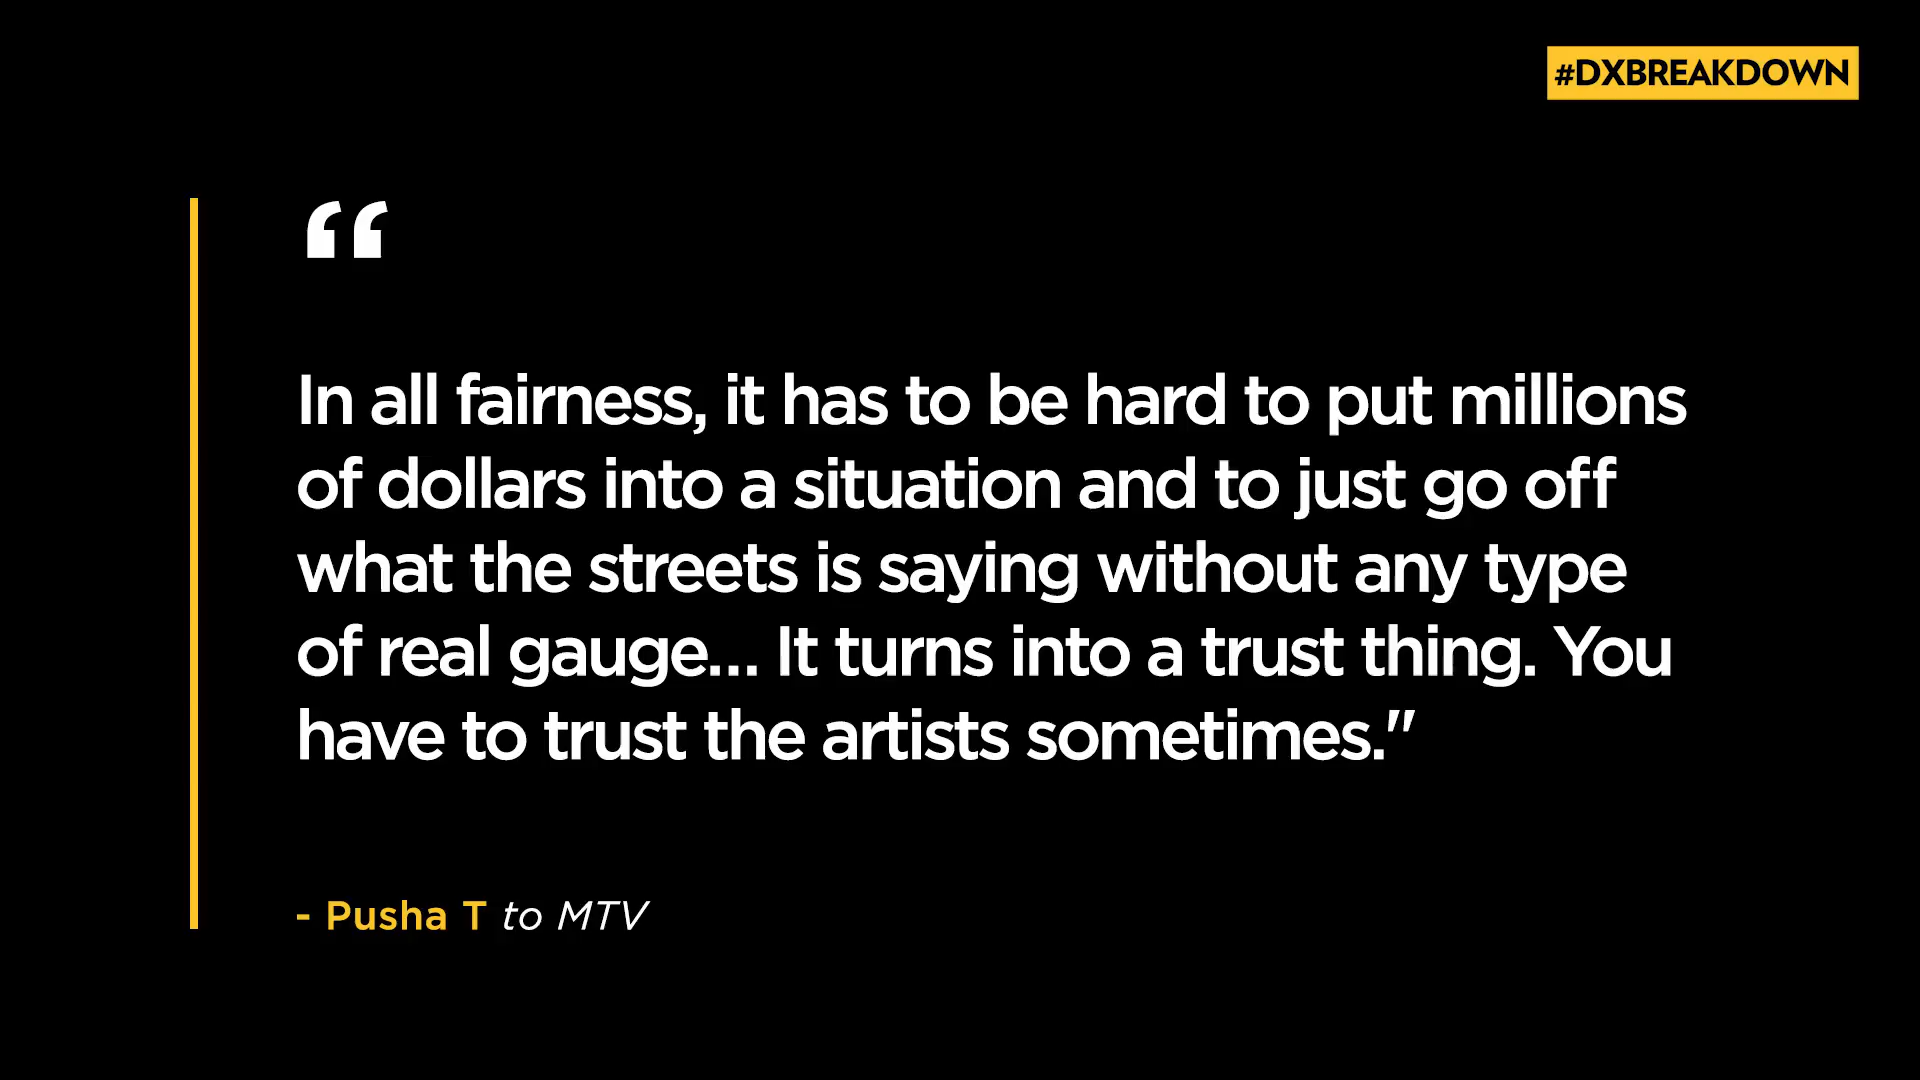 #DXBREAKDOWN
“
In all fairness, it has to be hard to put millions
of dollars into a situation and to just go off
what the streets is saying without any type
of real gauge... It turns into a trust thing. You
have to trust the artists sometimes."
- Pusha T to MTV